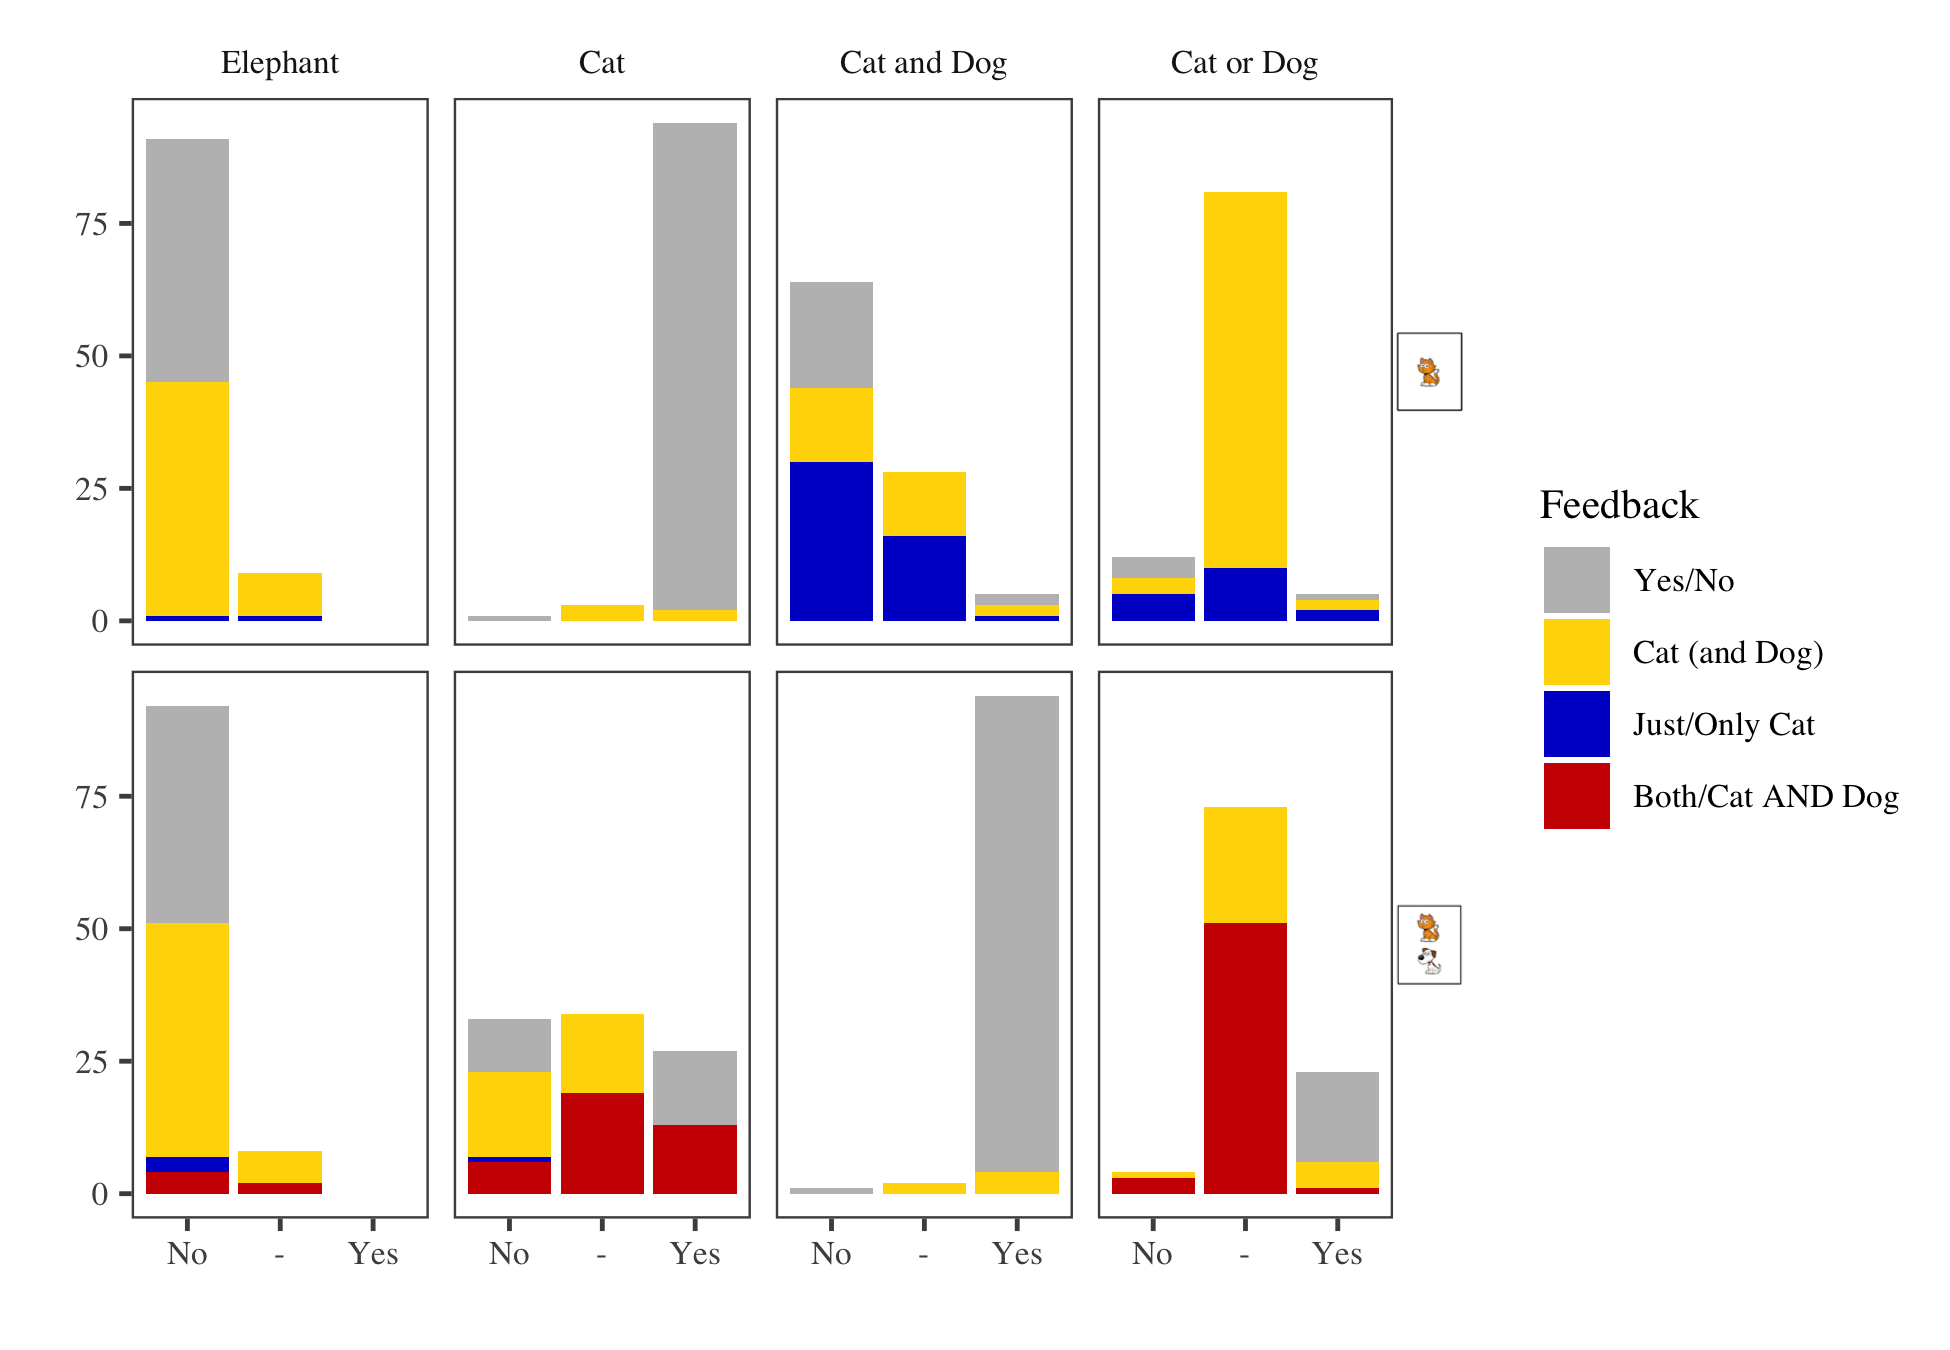 Elephant Cat Cat and Dog Cat or Dog
75
50
25
0
75
50
25
0
No - Yes No - Yes No - Yes No - Yes
Feedback
Yes/No
Cat (and Dog)
Just/Only Cat
Both/Cat AND Dog